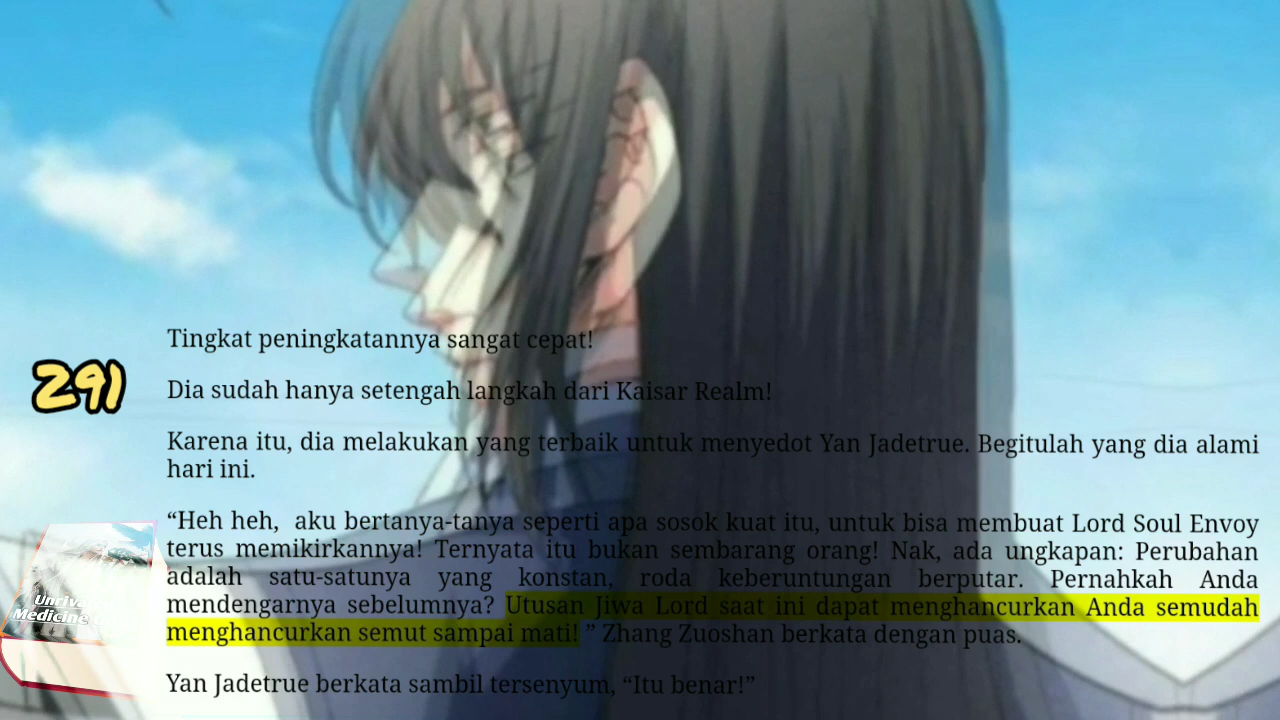 Tingkat peningkatannya sangat cepat!
Dia sudah hanya setengah langkah dari Kaisar Realm!
291
Karena itu, dia melakukan yang terbaik untuk menyedot Yan Jadetrue. Begitulah yang dia alami
hari ini.
“Heh heh,  aku bertanya-tanya seperti apa sosok kuat itu, untuk bisa membuat Lord Soul Envoy
terus memikirkannya! Ternyata itu bukan sembarang orang! Nak, ada ungkapan: Perubahan
adalah satu-satunya yang konstan, roda keberuntungan berputar. Pernahkah Anda
mendengarnya sebelumnya? Utusan Jiwa Lord saat ini dapat menghancurkan Anda semudah
menghancurkan semut sampai mati! ” Zhang Zuoshan berkata dengan puas.
Yan Jadetrue berkata sambil tersenyum, “Itu benar!”
Medicine